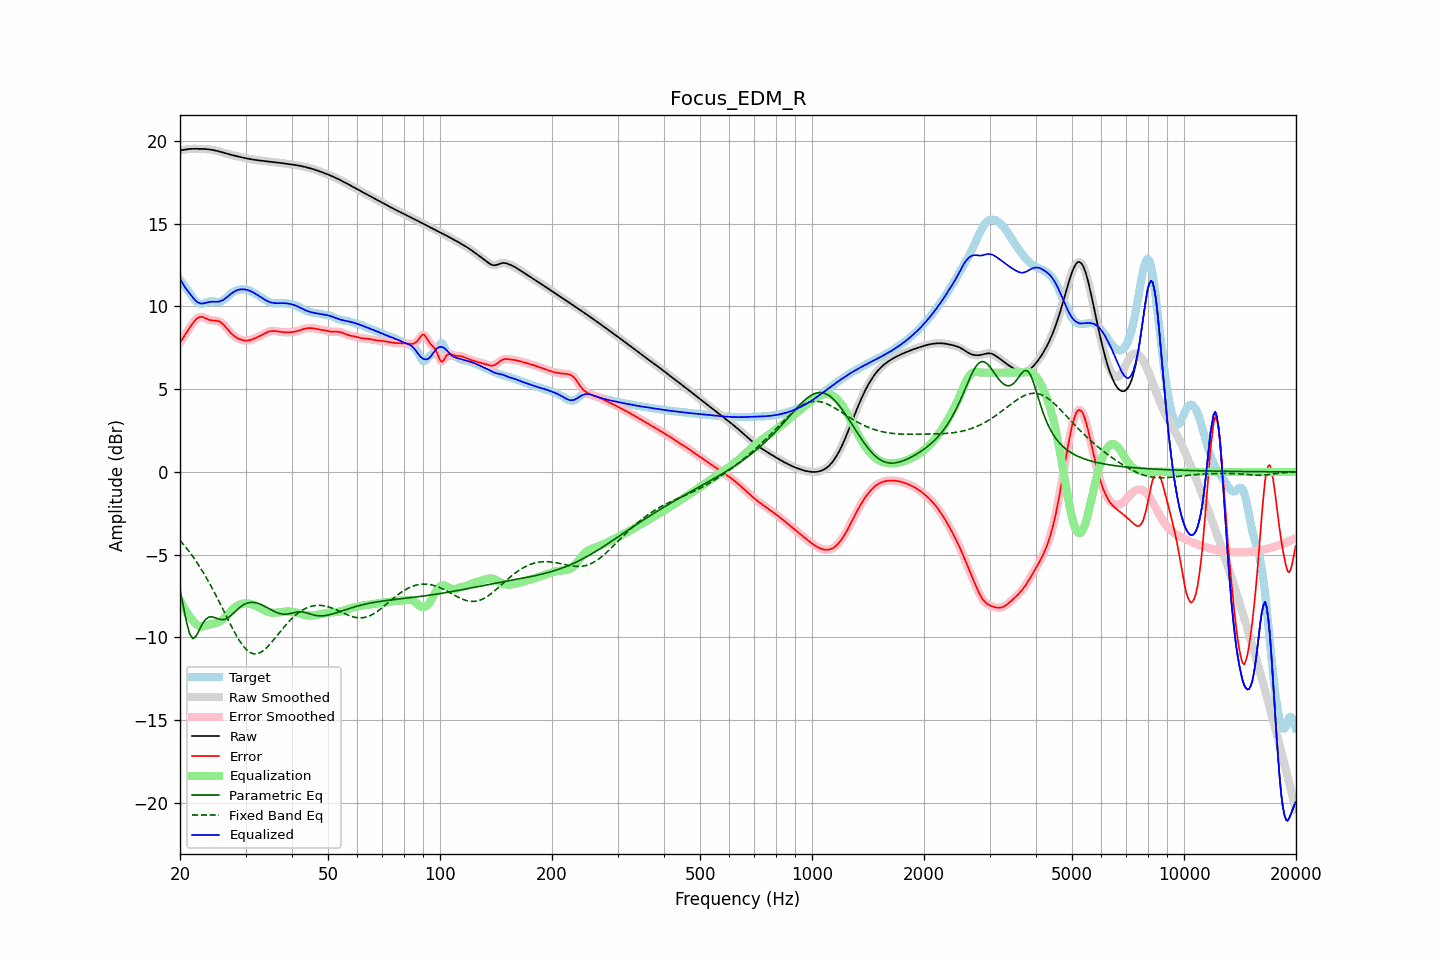 Focus_EDM_R
Amplitude (dBr)
20
15
10
5
0
−5
−10
−15
−20
Target
Raw Smoothed
Error Smoothed
Raw
Error
Equalization
Parametric Eq
Fixed Band Eq
Equalized
20 50 100 200 500 1000 2000 5000 10000 20000
Frequency (Hz)